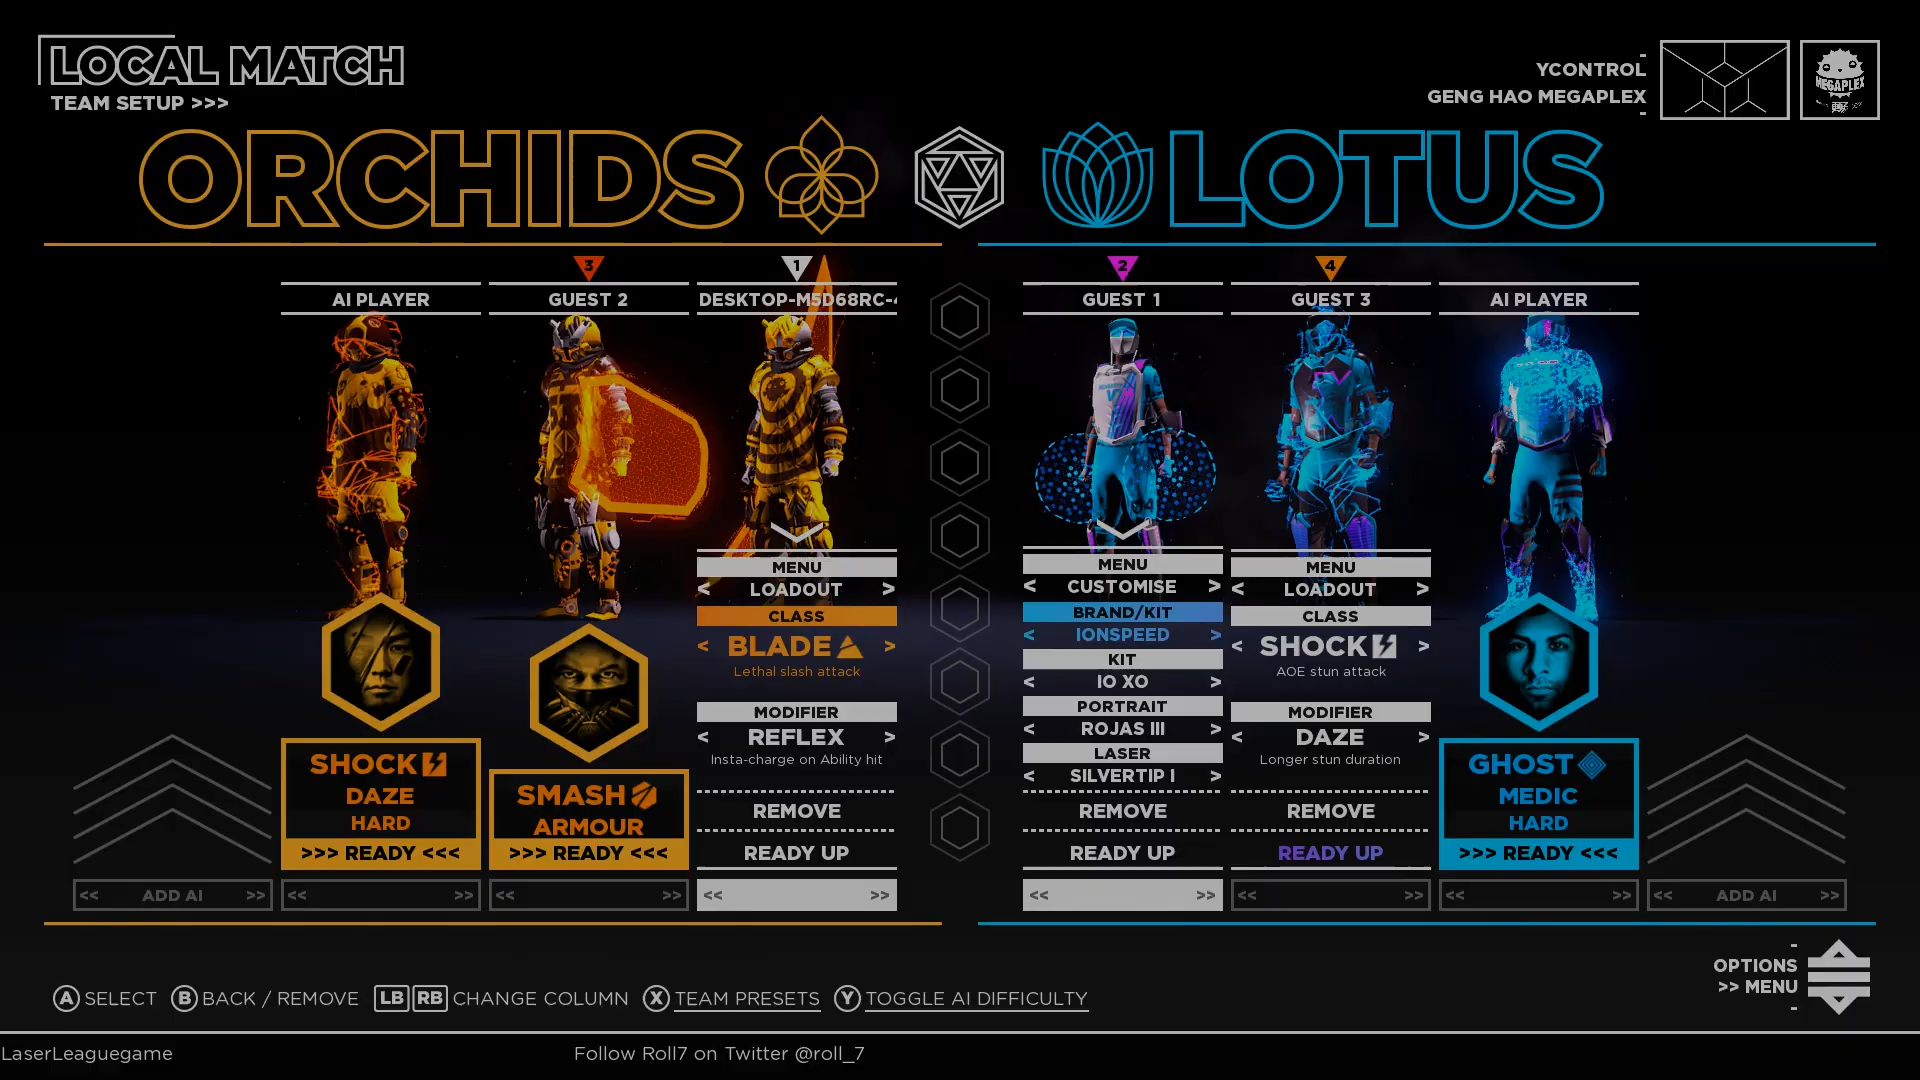 LOCAL MATCH
TEAM SETUP >>>
YCONTROL
GENG HAO MEGAPLEX
MEGAPLEX
ORCHIDS
LOTUS
AI PLAYER
3
GUEST 2
1
DESKTOP-M5D68RC-
2
GUEST 1
4
GUEST 3
AI PLAYER
SHOCK
DAZE
HARD
>>> READY <<<
SMASH
ARMOUR
>>> READY <<<
MENU
< LOADOUT >
CLASS
< BLADE >
Lethal slash attack
MODIFIER
< REFLEX >
Insta-charge on Ability hit
REMOVE
READY UP
MENU
< CUSTOMISE >
BRAND/KIT
< IONSPEED >
KIT
< IO XO >
PORTRAIT
< ROJAS III >
LASER
< SILVERTIP I >
REMOVE
READY UP
MENU
< LOADOUT >
CLASS
< SHOCK >
AOE stun attack
MODIFIER
< DAZE >
Longer stun duration
REMOVE
READY UP
GHOST
MEDIC
HARD
>>> READY <<<
<< ADD AI >>
<< >>
<< >>
<< >>
<< >>
<< >>
<< >>
<< ADD AI >>
OPTIONS
>> MENU
A SELECT B BACK / REMOVE LB RB CHANGE COLUMN X TEAM PRESETS Y TOGGLE AI DIFFICULTY
LaserLeaguegame Follow Roll7 on Twitter @roll_7